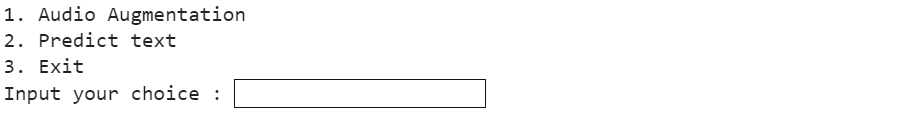 1. Audio Augmentation
2. Predict text
3. Exit
Input your choice :